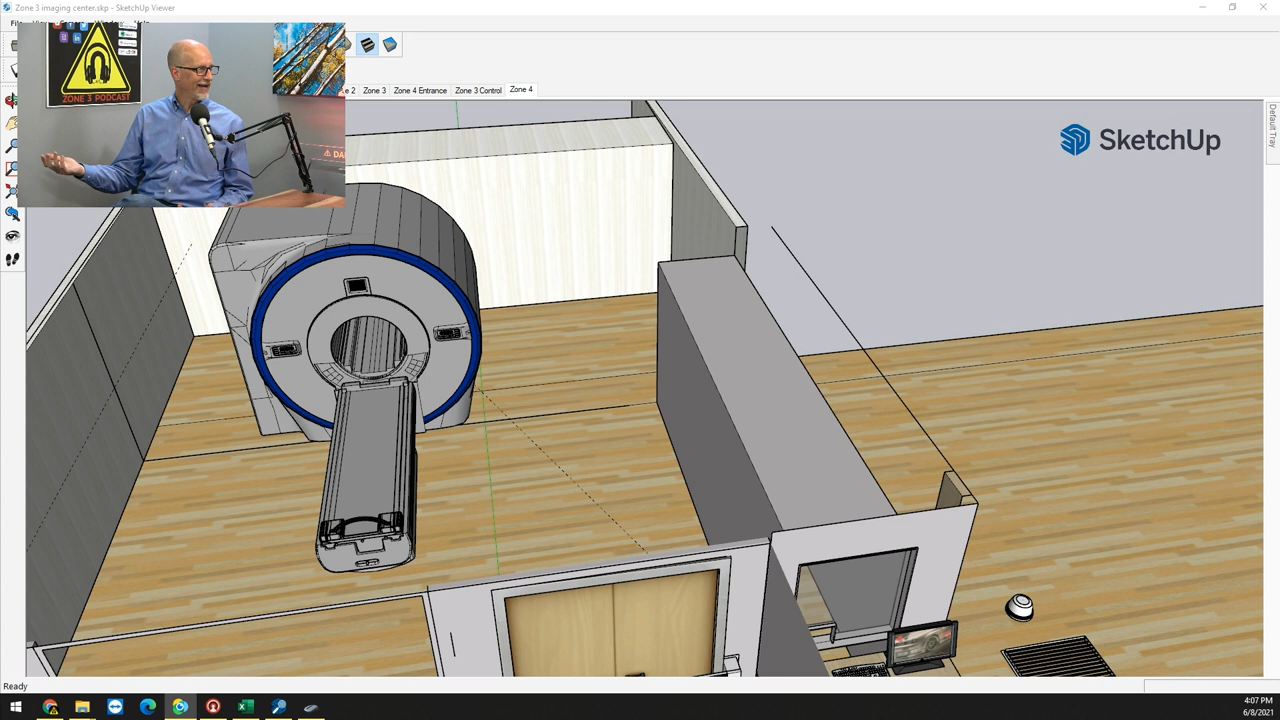 Zone 3 imaging center.skp - SketchUp Viewer
ZONE 3 PODCAST
DA
e 2
Zone 3
Zone 4 Entrance
Zone 3 Control
Zone 4
Default Tray
SketchUp
Ready
4:07 PM
6/8/2021